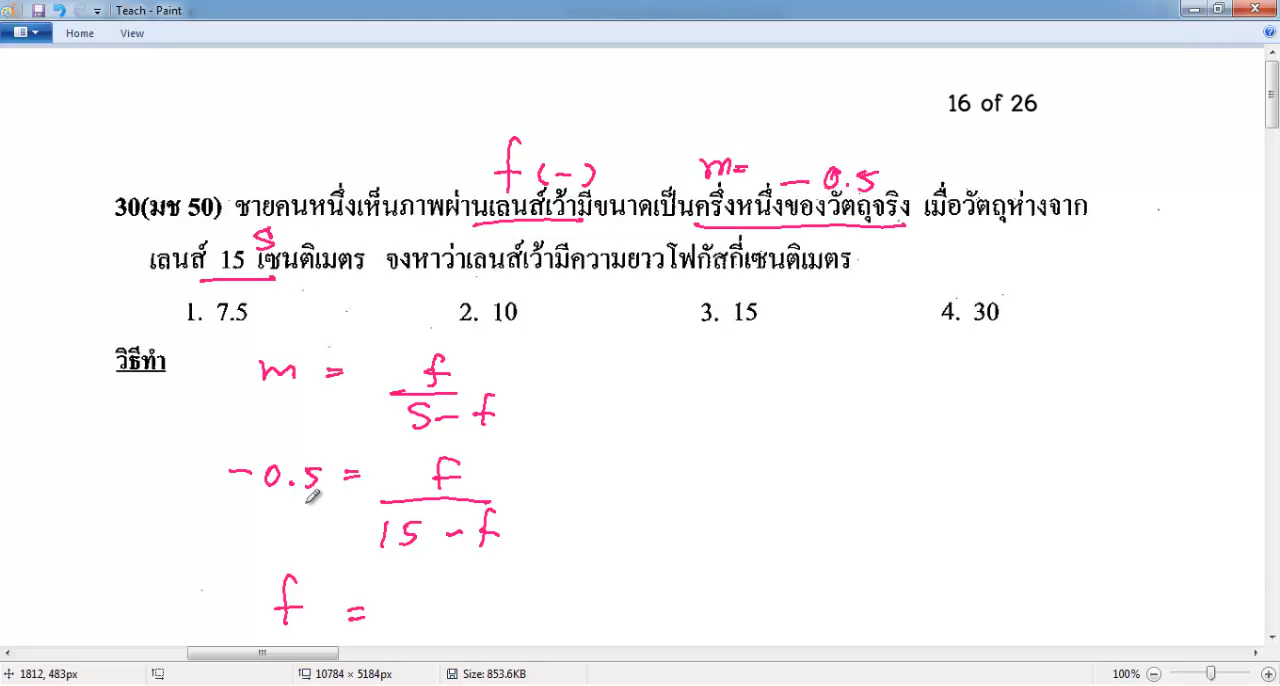 Teach - Paint
Home View
16 of 26
f (-) m= - 0.5
30(มช 50) ชายคนหนึ่งเห็นภาพผ่านเลนส์เว้ามีขนาดเป็นครึ่งหนึ่งของวัตถุจริง เมื่อวัตถุห่างจาก
S
เลนส์ 15 เซนติเมตร จงหาว่าเลนส์เว้ามีความยาวโฟกัสกี่เซนติเมตร
1. 7.5 2. 10 3. 15 4. 30
วิธีทำ
m = f
S - f
-0.5 = f
15 - f
f =
1812, 483px 10784 × 5184px Size: 853.6KB 100%